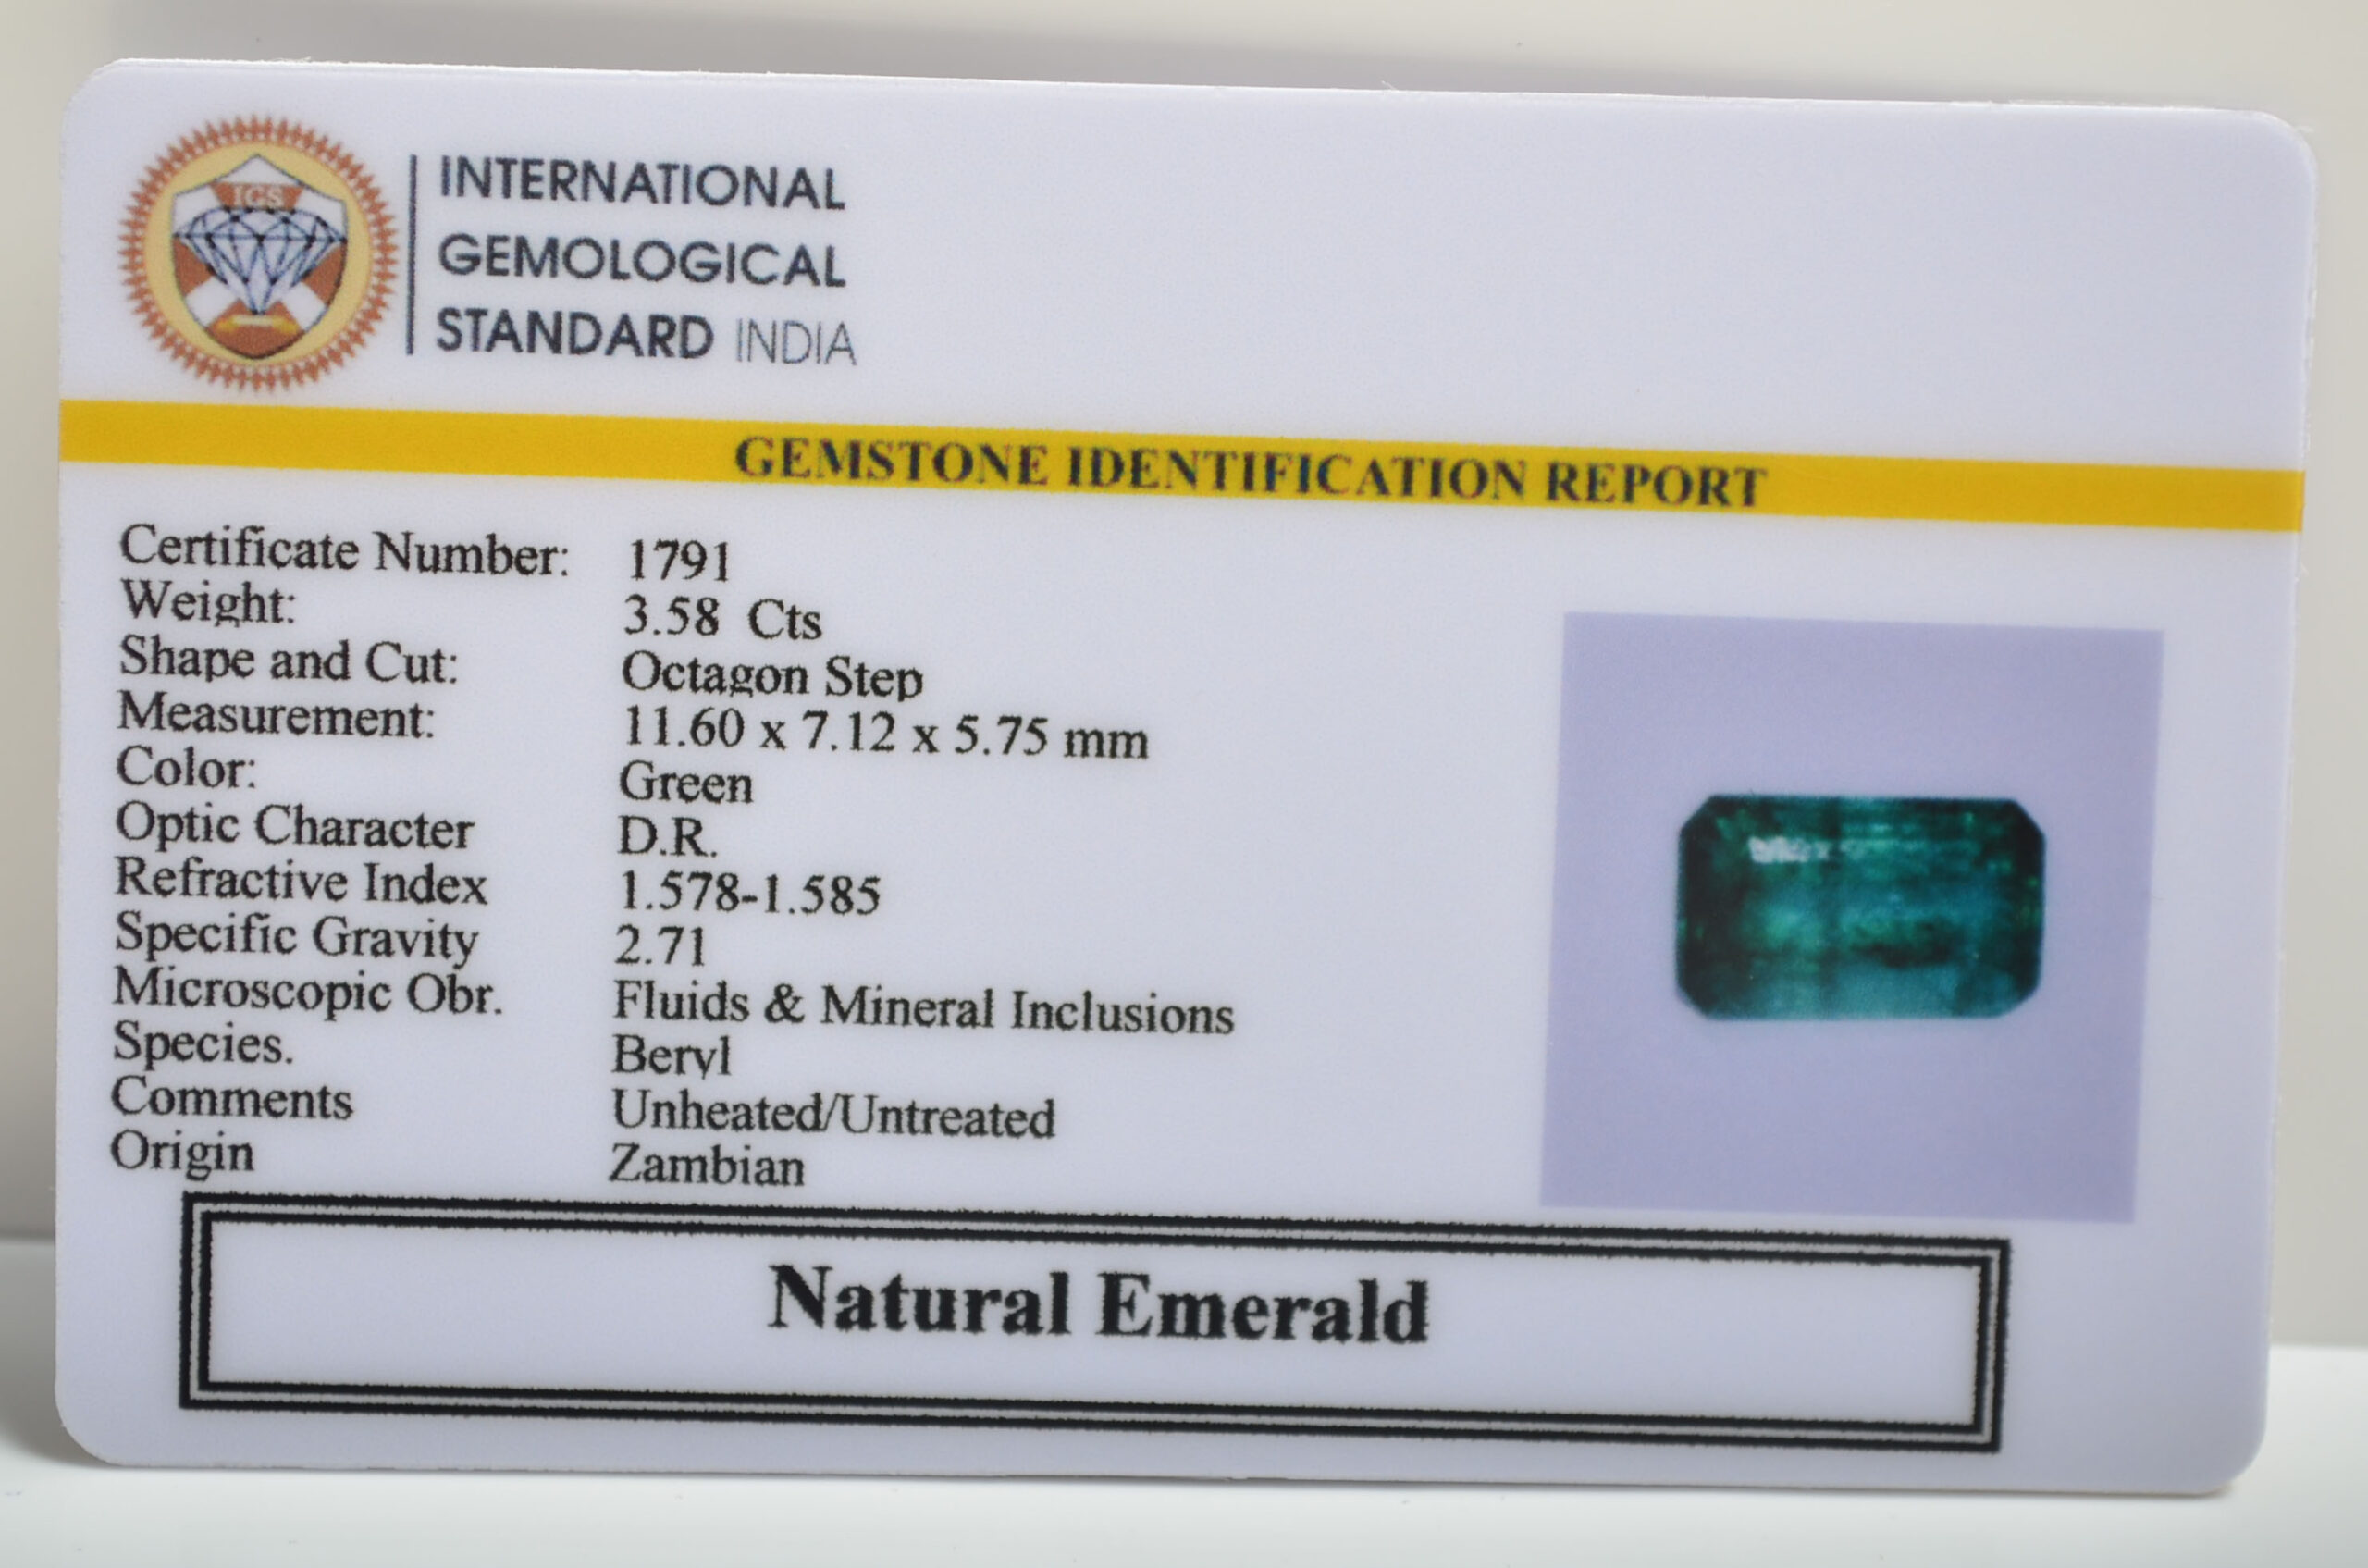 IGS
INTERNATIONAL
GEMOLOGICAL
STANDARD INDIA
GEMSTONE IDENTIFICATION REPORT
Certificate Number: 1791
Weight: 3.58 Cts
Shape and Cut: Octagon Step
Measurement: 11.60 x 7.12 x 5.75 mm
Color: Green
Optic Character D.R.
Refractive Index 1.578-1.585
Specific Gravity 2.71
Microscopic Obr. Fluids & Mineral Inclusions
Species. Beryl
Comments Unheated/Untreated
Origin Zambian
Natural Emerald